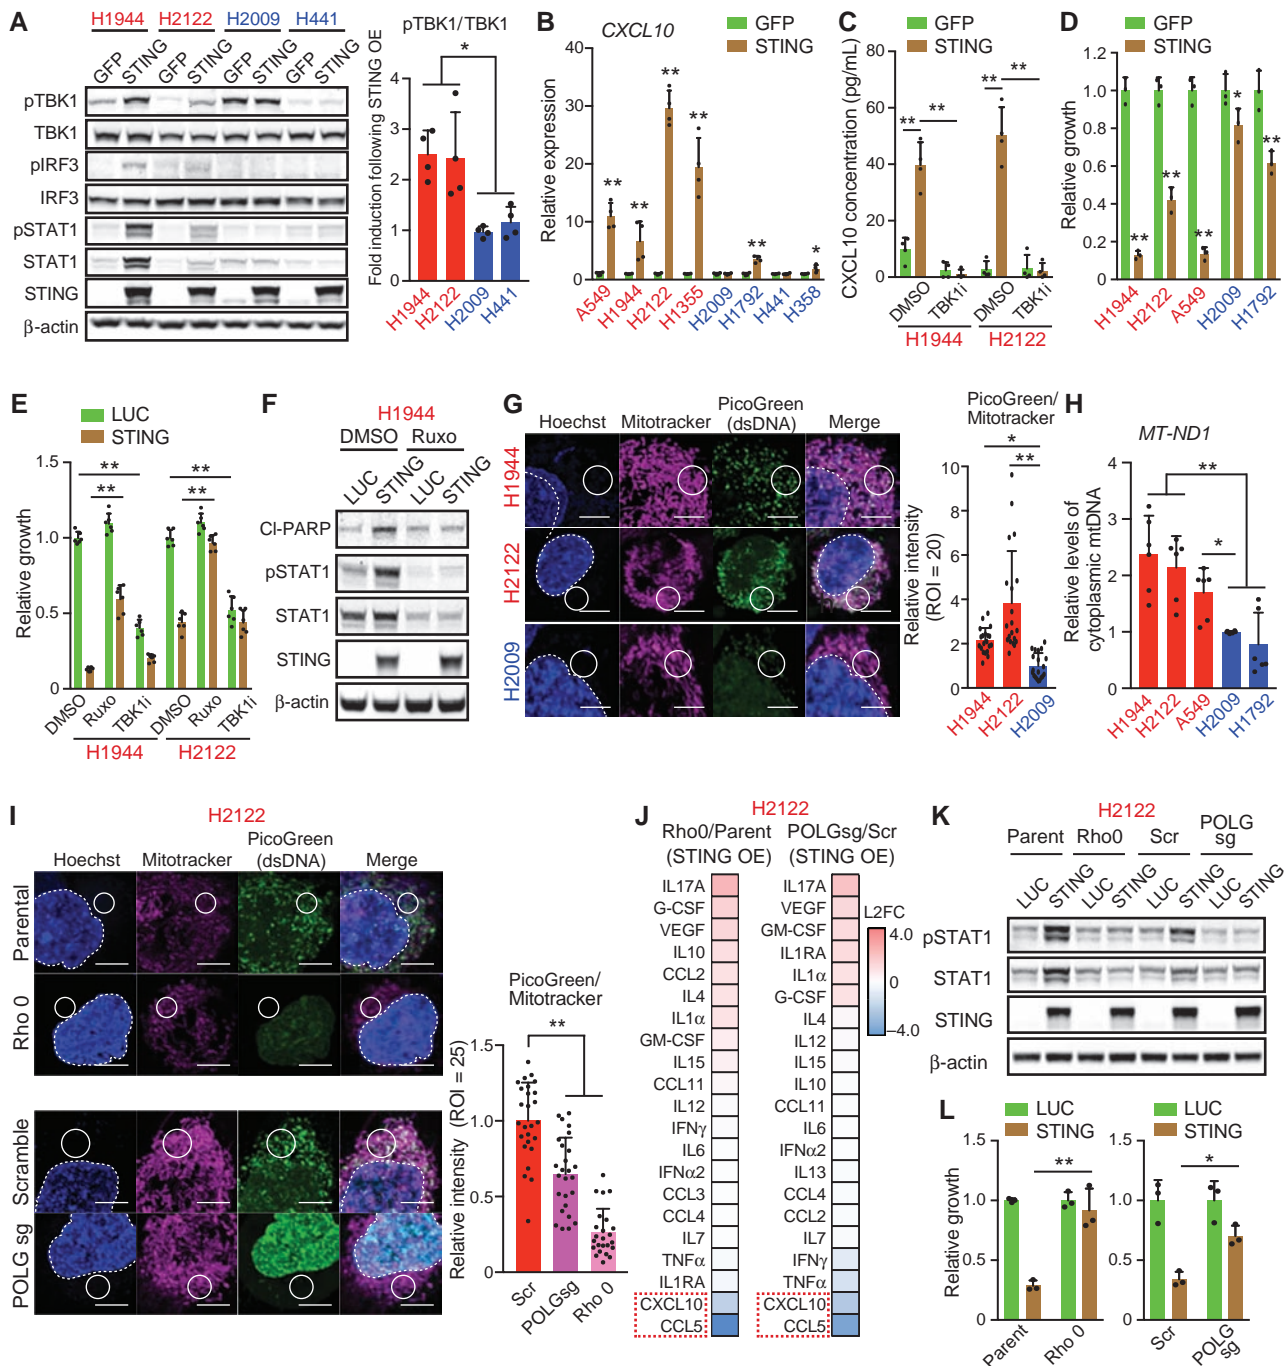 A
H1944 H2122 H2009 H441
GFP STING GFP STING GFP STING GFP STING
pTBK1
TBK1
pIRF3
IRF3
pSTAT1
STAT1
STING
β-actin
pTBK1/TBK1
*
Fold induction following STING OE
4
3
2
1
0
H1944 H2122 H2009 H441
B
CXCL10
GFP
STING
Relative expression
40
30
20
10
0
** ** ** ** ** *
A549 H1944 H2122 H1355 H2009 H1792 H441 H358
C
GFP
STING
CXCL10 concentration (pg/mL)
80
60
40
20
0
** ** ** **
DMSO TBK1i DMSO TBK1i
H1944 H2122
D
GFP
STING
Relative growth
1.2
1.0
0.8
0.6
0.4
0.2
0
** ** ** * **
H1944 H2122 A549 H2009 H1792
E
LUC
STING
Relative growth
1.5
1.0
0.5
0
** ** ** **
DMSO Ruxo TBK1i DMSO Ruxo TBK1i
H1944 H2122
F
H1944
DMSO Ruxo
LUC STING LUC STING
Cl-PARP
pSTAT1
STAT1
STING
β-actin
G
Hoechst Mitotracker PicoGreen (dsDNA) Merge
H1944
H2122
H2009
PicoGreen/
Mitotracker
*
**
Relative intensity
(ROI = 20)
10
8
6
4
2
0
H1944 H2122 H2009
H
MT-ND1
**
*
Relative levels of
cytoplasmic mtDNA
4
3
2
1
0
H1944 H2122 A549 H2009 H1792
I
H2122
Hoechst Mitotracker PicoGreen (dsDNA) Merge
Parental
Rho 0
Scramble
POLG sg
PicoGreen/
Mitotracker
**
Relative intensity (ROI = 25)
1.5
1.0
0.5
0
Scr POLGsg Rho 0
J
H2122
Rho0/Parent POLGsg/Scr
(STING OE) (STING OE)
IL17A IL17A
G-CSF VEGF
VEGF GM-CSF
IL10 IL1RA
CCL2 IL1α
IL4 G-CSF
IL1α IL4
GM-CSF IL12
IL15 IL15
CCL11 IL10
IL12 CCL11
IFNγ IL6
IL6 IFNα2
IFNα2 IL13
CCL3 CCL4
CCL4 CCL2
IL7 IL7
TNFα IFNγ
IL1RA TNFα
CXCL10 CXCL10
CCL5 CCL5
L2FC
4.0
−4.0
K
H2122
Parent Rho0 Scr POLG sg
LUC STING LUC STING LUC STING LUC STING
pSTAT1
STAT1
STING
β-actin
L
LUC
STING
Relative growth
1.5
1.0
0.5
0
**
Parent Rho 0
LUC
STING
1.5
1.0
0.5
0
*
Scr POLG sg